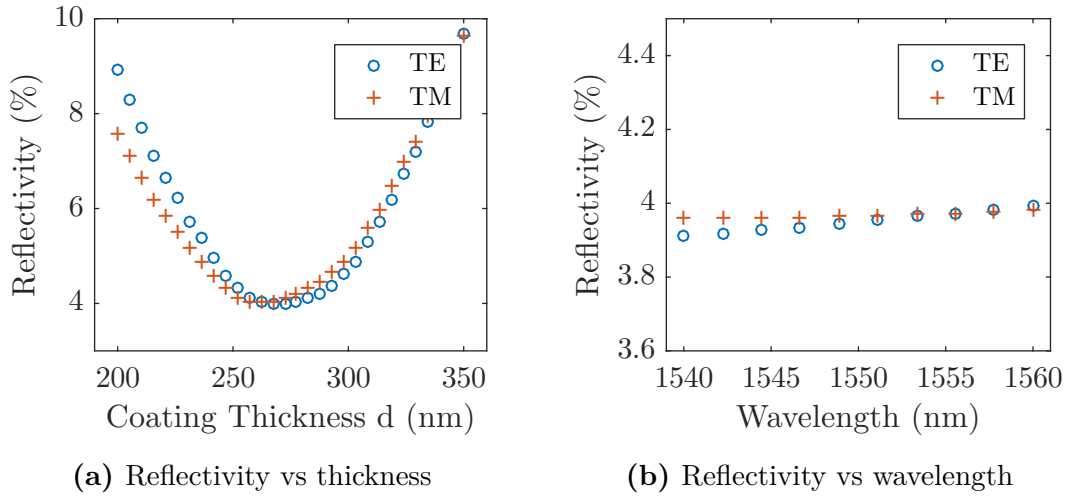 10
8
6
4
200
250
300
350
Reflectivity (%)
Coating Thickness d (nm)
TE
TM
(a) Reflectivity vs thickness
4.4
4.2
4
3.8
3.6
1540
1545
1550
1555
1560
Reflectivity (%)
Wavelength (nm)
TE
TM
(b) Reflectivity vs wavelength